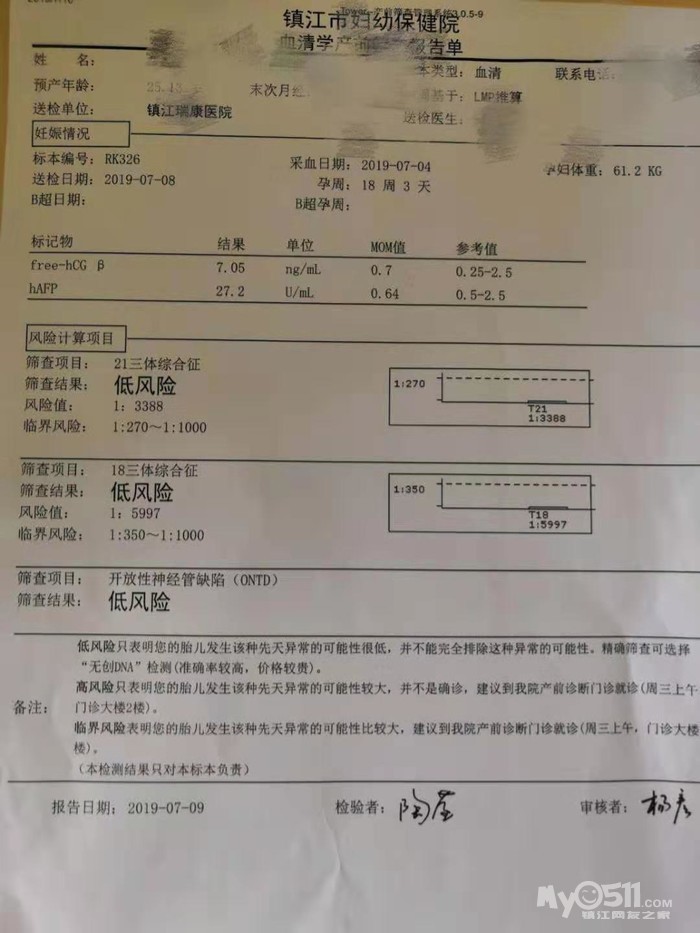 镇江市妇幼保健院
产前筛查管理系统3.0.5-9
血清学产 报告单
姓 名:
本类型: 血清
联系电话:
预产年龄:
末次月经:
基于: LMP推算
送检单位: 镇江瑞康医院
送检医生:
妊娠情况
标本编号: RK326
采血日期: 2019-07-04
孕妇体重: 61.2 KG
送检日期: 2019-07-08
孕周: 18 周 3 天
B超日期:
B超孕周:
标记物 结果 单位 MOM值 参考值
free-hCG β 7.05 ng/mL 0.7 0.25-2.5
hAFP 27.2 U/mL 0.64 0.5-2.5
风险计算项目
筛查项目: 21三体综合征
筛查结果: 低风险
风险值: 1: 3388
临界风险: 1:270~1:1000
1:270
T21
1:3388
筛查项目: 18三体综合征
筛查结果: 低风险
风险值: 1: 5997
临界风险: 1:350~1:1000
1:350
T18
1:5997
筛查项目: 开放性神经管缺陷(ONTD)
筛查结果: 低风险
备注:
低风险只表明您的胎儿发生该种先天异常的可能性很低，并不能完全排除这种异常的可能性。精确筛查可选择
“无创DNA”检测(准确率较高，价格较贵)。
高风险只表明您的胎儿发生该种先天异常的可能性较大，并不是确诊，建议到我院产前诊断门诊就诊(周三上午
门诊大楼2楼)。
临界风险表明您的胎儿发生该种先天异常的可能性比较大，建议到我院产前诊断门诊就诊(周三上午，门诊大楼
楼)。
(本检测结果只对本标本负责)
报告日期: 2019-07-09
检验者:
审核者:
My0511.com
镇江网友之家